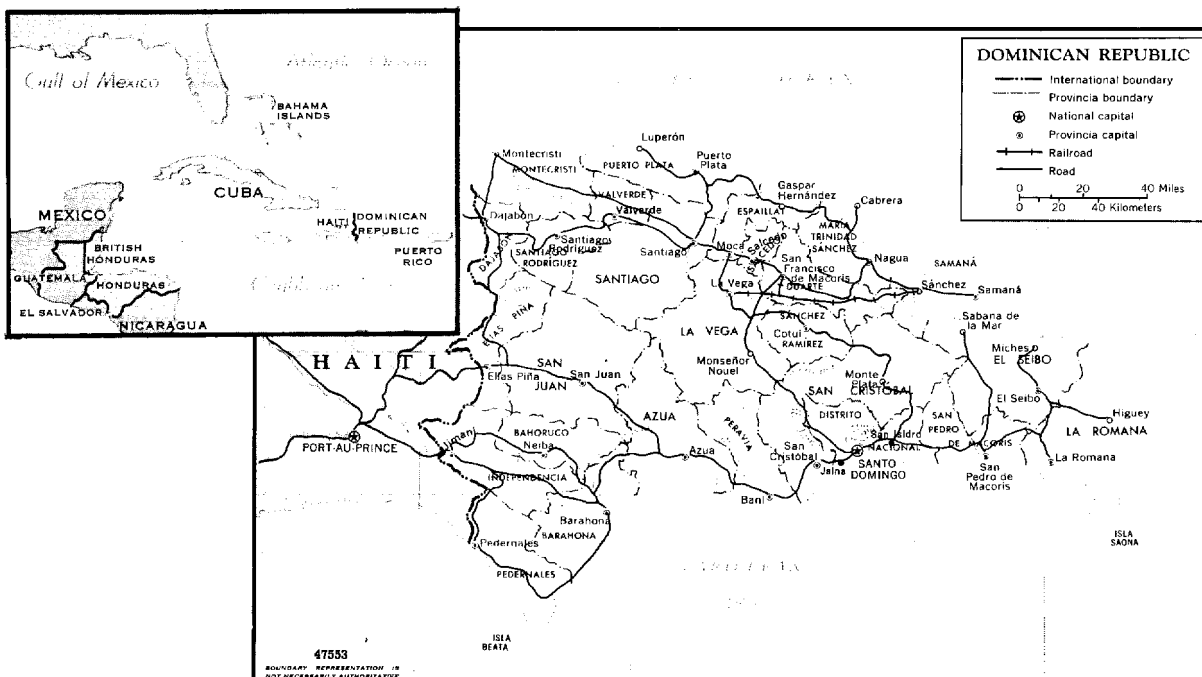 Gulf of Mexico
Atlantic Ocean
BAHAMA
ISLANDS
CUBA
MEXICO
HAITI
DOMINICAN
REPUBLIC
PUERTO
RICO
BRITISH
HONDURAS
GUATEMALA
HONDURAS
EL SALVADOR
NICARAGUA
DOMINICAN REPUBLIC
International boundary
Provincia boundary
National capital
Provincia capital
Railroad
Road
0 20 40 Miles
0 20 40 Kilometers
Luperón
Montecristi
MONTECRISTI
PUERTO PLATA
Puerto
Plata
VALVERDE
Valverde
Gaspar
Hernández
Cabrera
ESPAILLAT
Dajabón
DAJABÓN
MARIA
TRINIDAD
SÁNCHEZ
Santiago
Rodríguez
SANTIAGO
RODRÍGUEZ
Santiago
Moca
Salcedo
SALCEDO
San
Francisco
de Macorís
DUARTE
Nagua
SAMANÁ
SANTIAGO
La Vega
Sánchez
Samaná
SÁNCHEZ
Cotuí
RAMÍREZ
LA VEGA
Sabana de
la Mar
Miches
EL SEIBO
HAITI
Elías Piña
SAN
JUAN
San Juan
Monseñor
Nouel
Monte
Plata
SAN CRISTÓBAL
El Seibo
DISTRITO
NACIONAL
SAN
PEDRO
DE MACORIS
Higuey
LA ROMANA
La Romana
AZUA
PERAVIA
San
Cristóbal
San Isidro
PORT-AU-PRINCE
Jimaní
BAHORUCO
Neiba
Azua
Jaina
SANTO
DOMINGO
San
Pedro de
Macorís
INDEPENDENCIA
Baní
Barahona
BARAHONA
Pedernales
PEDERNALES
ISLA
SAONA
ISLA
BEATA
47553
BOUNDARY REPRESENTATION IS
NOT NECESSARILY AUTHORITATIVE